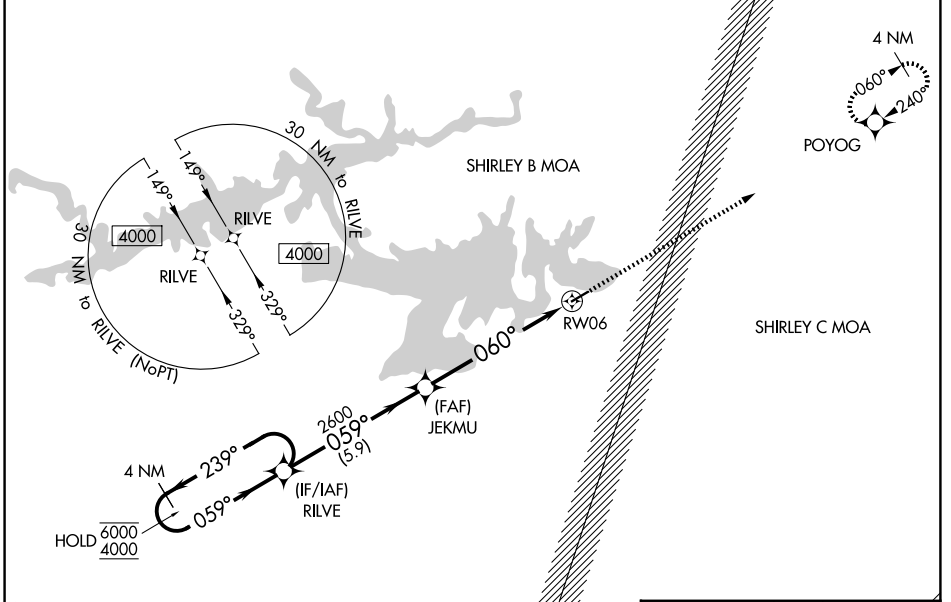 4 NM
060°
240°
POYOG
SHIRLEY B MOA
30 NM to RILVE
149°
149°
RILVE
4000
4000
RILVE
329°
329°
30 NM to RILVE (NoPT)
RW06
SHIRLEY C MOA
060°
(FAF)
JEKMU
2600
059°
(5.9)
239°
4 NM
059°
(IF/IAF)
RILVE
HOLD 6000
4000